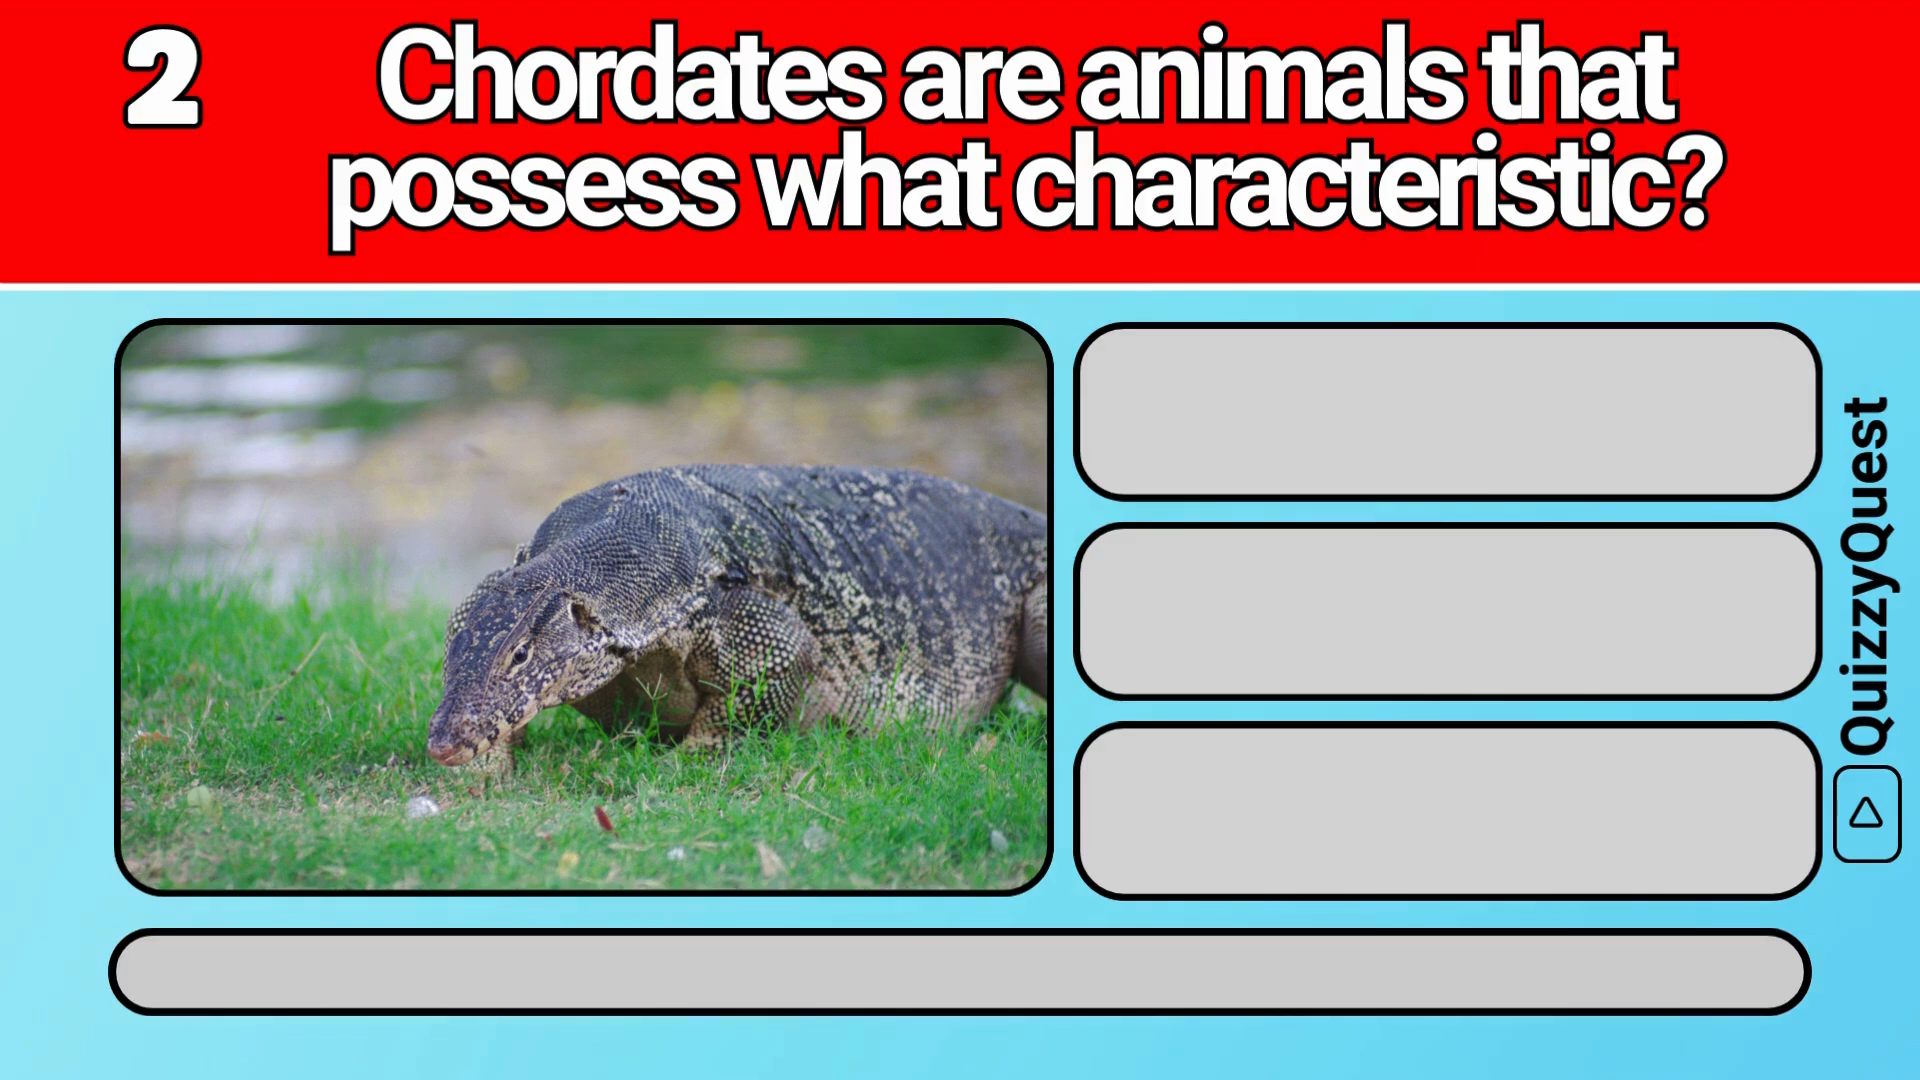 2
Chordates are animals that
possess what characteristic?
QuizzyQuest